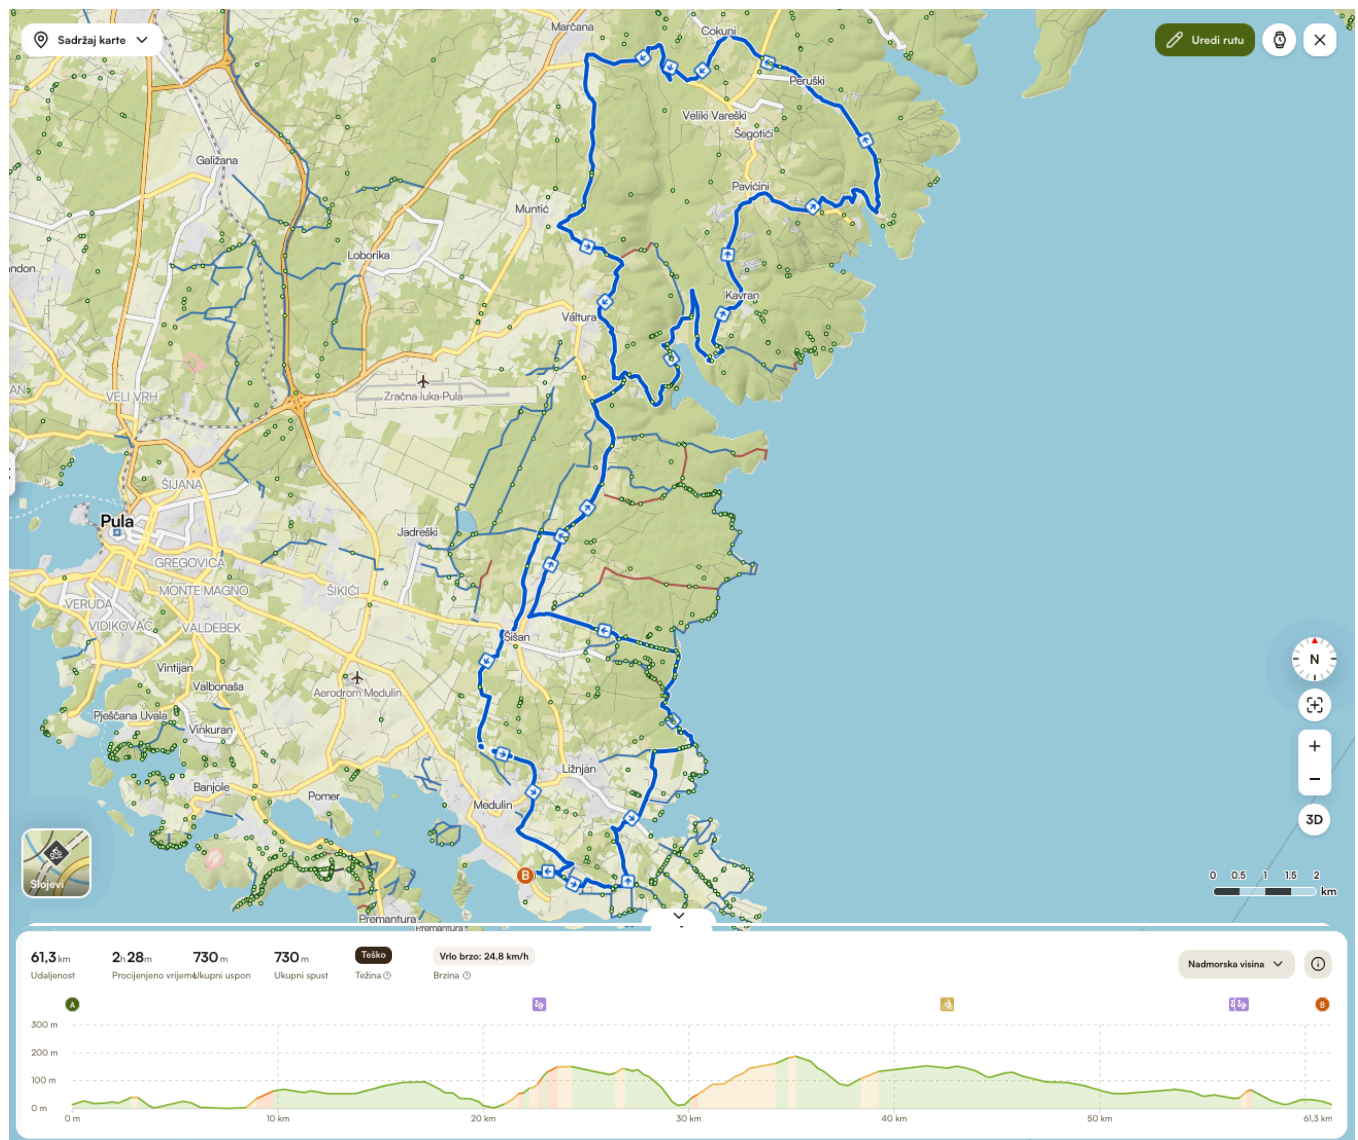 Sadržaj karte
Marčana
Cokuni
Uredi rutu
Peruški
Veliki Vareški
Šegotići
Galižana
Pavićini
Muntić
Loborika
Kavran
Valtura
Zračna luka Pula
VELI VRH
ŠIJANA
Pula
Jadreški
GREGOVICA
MONTE MAGNO
ŠIKIĆI
VERUDA
VIDIKOVAC
VALDEBEK
Šišan
Vintijan
Valbonaša
Aerodrom Medulin
Pješčana Uvala
Vinkuran
Ližnjan
Banjole
Pomer
Medulin
B
Premantura
Premantura
Slojevi
N
+
−
3D
0 0.5 1 1.5 2
km
61,3 km
Udaljenost
2h 28m
Procijenjeno vrijeme
730 m
Ukupni uspon
730 m
Ukupni spust
Teško
Težina
Vrlo brzo: 24,8 km/h
Brzina
Nadmorska visina
A
B
300 m
200 m
100 m
0 m
0 m 10 km 20 km 30 km 40 km 50 km 61,3 km